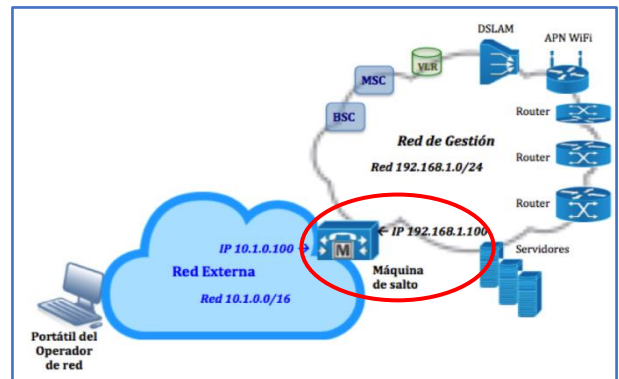 DSLAM
APN WiFi
VLR
MSC
BSC
Router
Red de Gestión
Red 192.168.1.0/24
Router
Router
← IP 192.168.1.100
IP 10.1.0.100 →
M
Servidores
Red Externa
Máquina
de salto
Red 10.1.0.0/16
Portátil del
Operador
de red